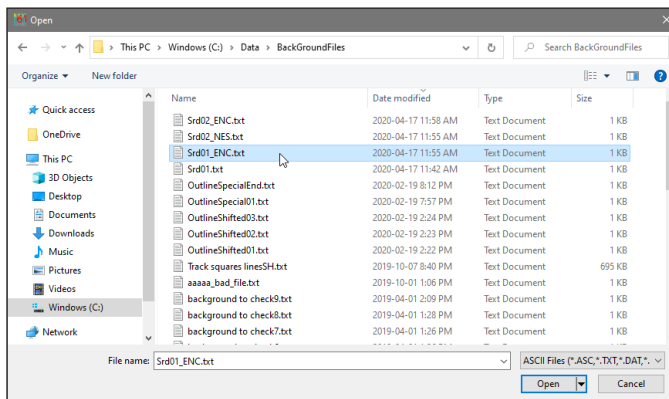 Open
This PC > Windows (C:) > Data > BackGroundFiles
Search BackGroundFiles
Organize New folder
Name Date modified Type Size
Quick access
OneDrive
This PC
3D Objects
Desktop
Documents
Downloads
Music
Pictures
Videos
Windows (C:)
Network
Srd02_ENC.txt 2020-04-17 11:58 AM Text Document 1 KB
Srd02_NES.txt 2020-04-17 11:55 AM Text Document 1 KB
Srd01_ENC.txt 2020-04-17 11:55 AM Text Document 1 KB
Srd01.txt 2020-04-17 11:42 AM Text Document 1 KB
OutlineSpecialEnd.txt 2020-02-19 8:12 PM Text Document 1 KB
OutlineSpecial01.txt 2020-02-19 7:57 PM Text Document 1 KB
OutlineShifted03.txt 2020-02-19 2:24 PM Text Document 1 KB
OutlineShifted02.txt 2020-02-19 2:23 PM Text Document 1 KB
OutlineShifted01.txt 2020-02-19 2:22 PM Text Document 1 KB
Track squares linesSH.txt 2019-10-07 8:40 PM Text Document 695 KB
aaaaa_bad_file.txt 2019-10-01 1:06 PM Text Document 1 KB
background to check9.txt 2019-04-01 2:09 PM Text Document 1 KB
background to check8.txt 2019-04-01 1:28 PM Text Document 1 KB
background to check7.txt 2019-04-01 1:26 PM Text Document 1 KB
File name: Srd01_ENC.txt ASCII Files (*.ASC,*.TXT,*.DAT,*.
Open Cancel